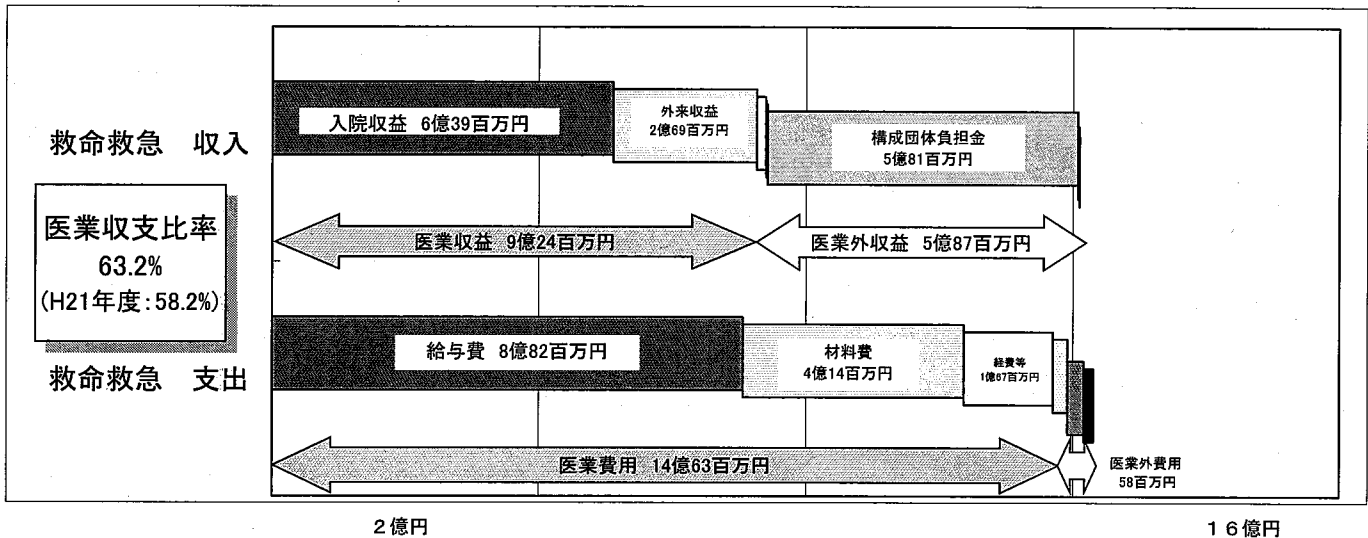 救命救急　収入
入院収益 6億39百万円
外来収益
2億69百万円
構成団体負担金
5億81百万円
医業収益 9億24百万円
医業外収益 5億87百万円
医業収支比率
63.2%
(H21年度：58.2%)
救命救急　支出
給与費 8億82百万円
材料費
4億14百万円
経費等
1億67百万円
医業費用 14億63百万円
医業外費用
58百万円
２億円
１６億円